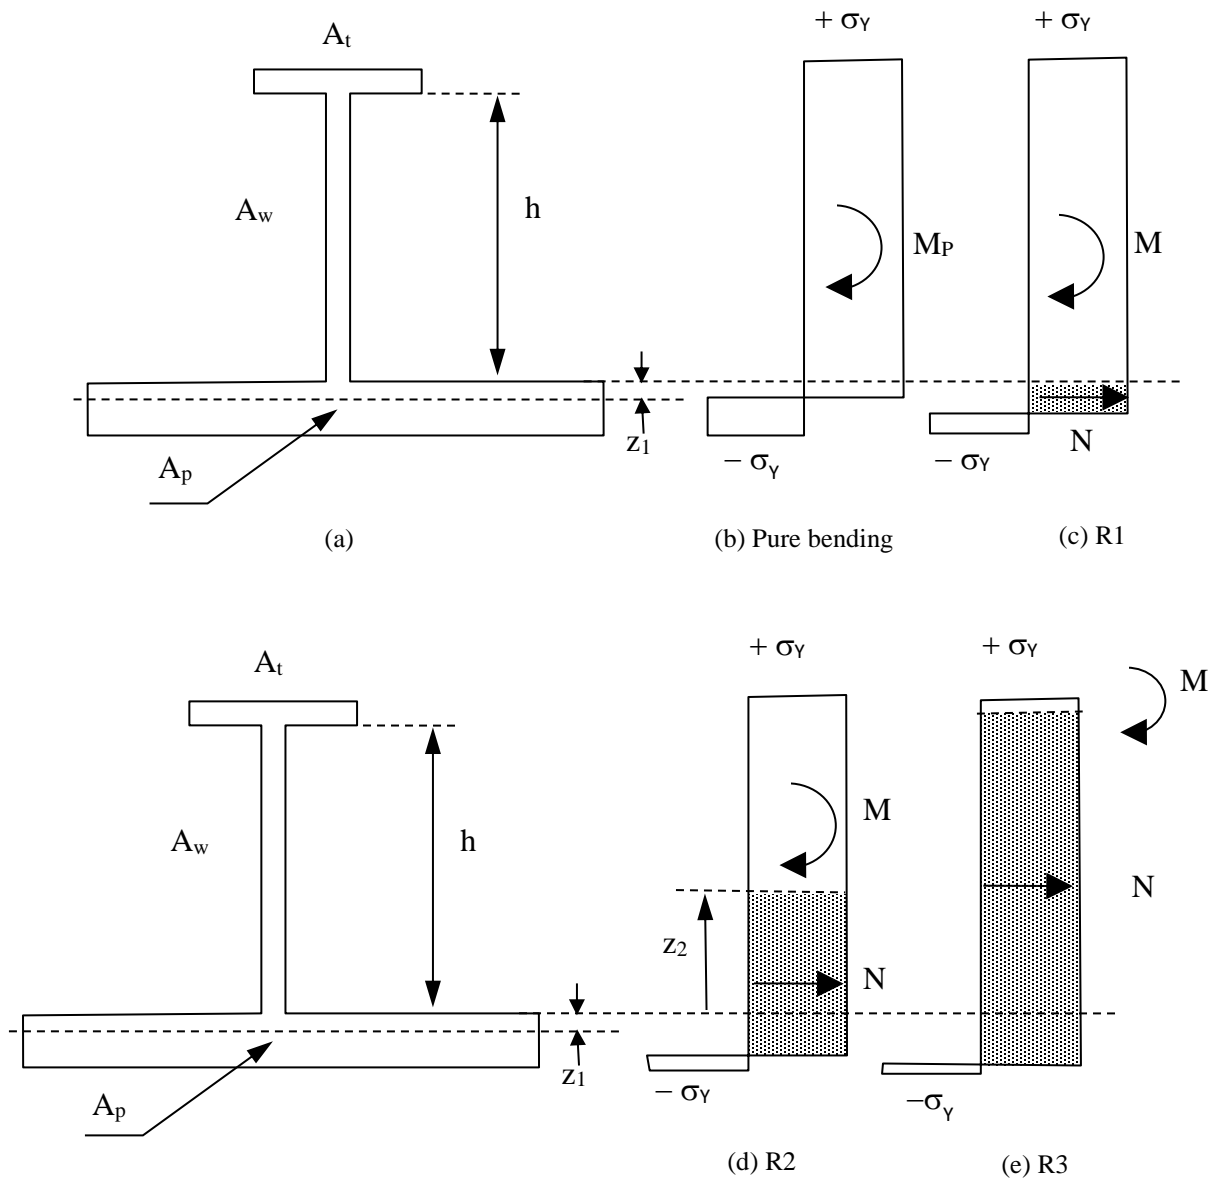 A_t
+ σ_Y
+ σ_Y
A_w
h
M_P
M
z_1
N
A_p
− σ_Y
− σ_Y
(a)
(b) Pure bending
(c) R1
A_t
+ σ_Y
+ σ_Y
M
A_w
h
M
z_2
N
N
z_1
A_p
− σ_Y
−σ_Y
(d) R2
(e) R3